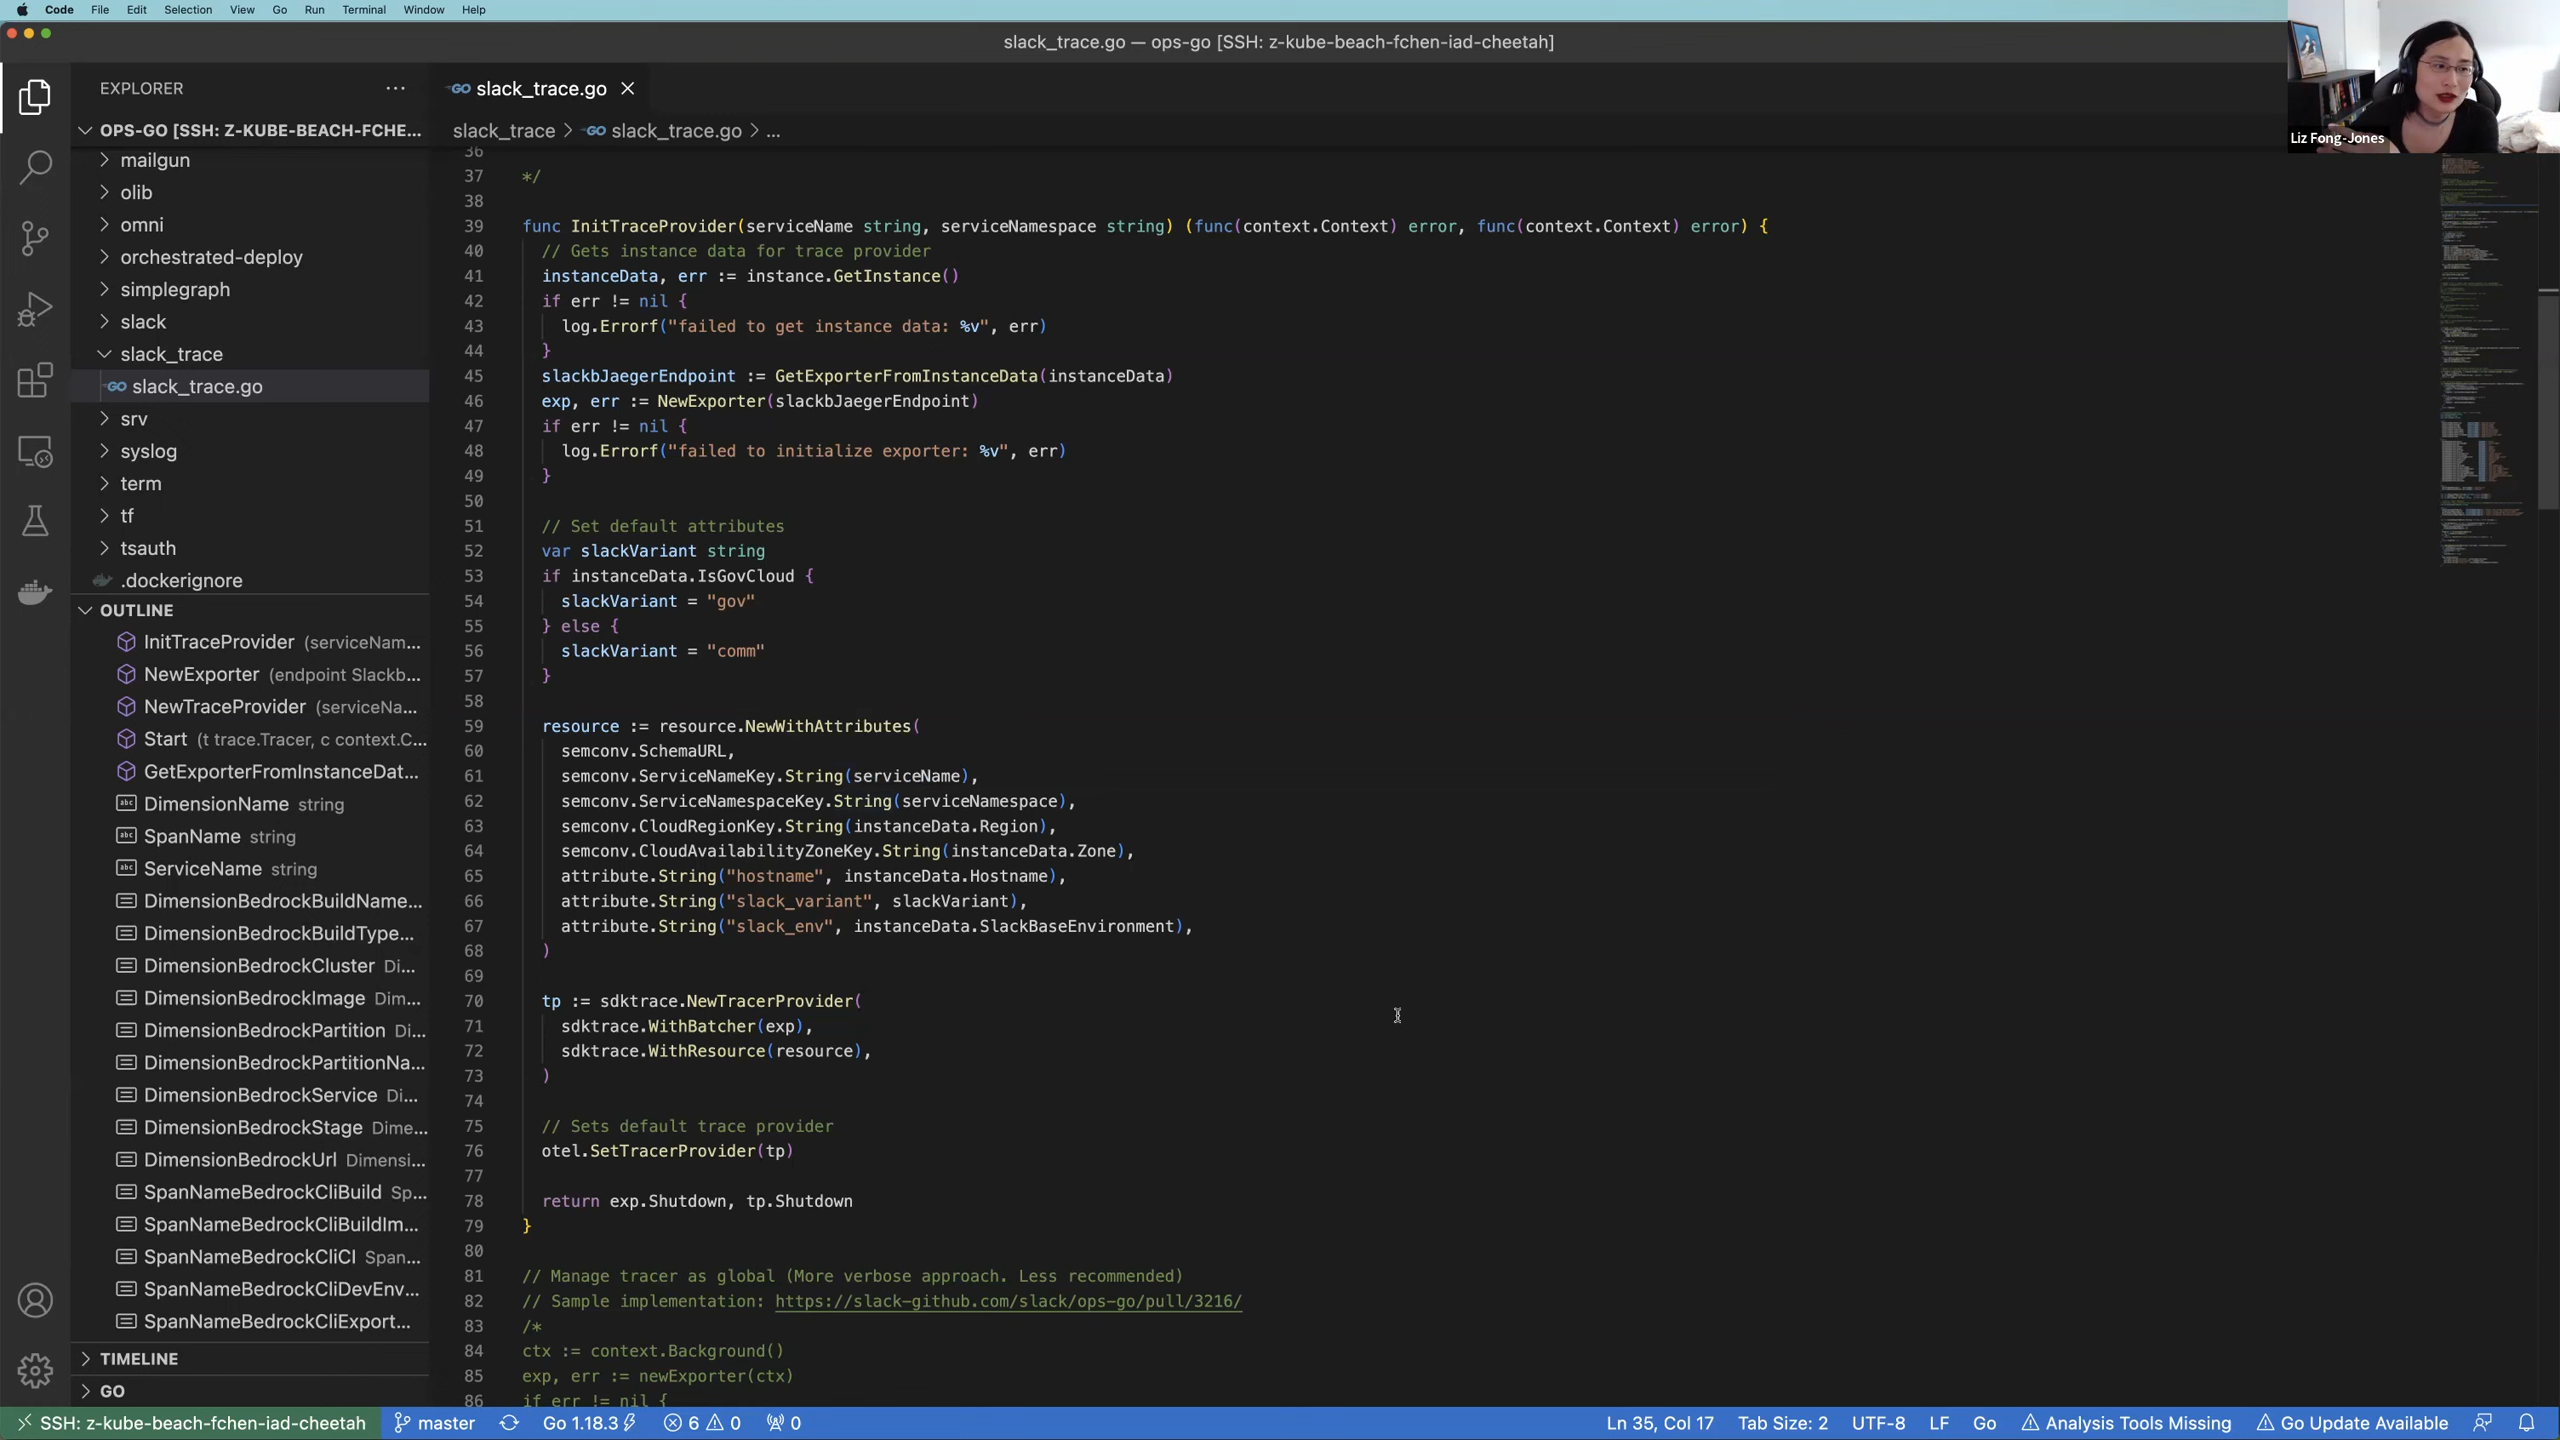 Code File Edit Selection View Go Run Terminal Window Help
slack_trace.go — ops-go [SSH: z-kube-beach-fchen-iad-cheetah]
Liz Fong-Jones
EXPLORER ...
OPS-GO [SSH: Z-KUBE-BEACH-FCHE...
mailgun
olib
omni
orchestrated-deploy
simplegraph
slack
slack_trace
GO slack_trace.go
srv
syslog
term
tf
tsauth
.dockerignore
OUTLINE
InitTraceProvider (serviceNam...
NewExporter (endpoint Slackb...
NewTraceProvider (serviceNa...
Start (t trace.Tracer, c context.C...
GetExporterFromInstanceDat...
DimensionName string
SpanName string
ServiceName string
DimensionBedrockBuildName...
DimensionBedrockBuildType...
DimensionBedrockCluster Di...
DimensionBedrockImage Dim...
DimensionBedrockPartition Di...
DimensionBedrockPartitionNa...
DimensionBedrockService Di...
DimensionBedrockStage Dime...
DimensionBedrockUrl Dimensi...
SpanNameBedrockCliBuild Sp...
SpanNameBedrockCliBuildIm...
SpanNameBedrockCliCI Span...
SpanNameBedrockCliDevEnv...
SpanNameBedrockCliExport...
TIMELINE
GO
GO slack_trace.go
slack_trace > GO slack_trace.go > ...
36
37 */
38
39 func InitTraceProvider(serviceName string, serviceNamespace string) (func(context.Context) error, func(context.Context) error) {
40 // Gets instance data for trace provider
41 instanceData, err := instance.GetInstance()
42 if err != nil {
43 log.Errorf("failed to get instance data: %v", err)
44 }
45 slackbJaegerEndpoint := GetExporterFromInstanceData(instanceData)
46 exp, err := NewExporter(slackbJaegerEndpoint)
47 if err != nil {
48 log.Errorf("failed to initialize exporter: %v", err)
49 }
50
51 // Set default attributes
52 var slackVariant string
53 if instanceData.IsGovCloud {
54 slackVariant = "gov"
55 } else {
56 slackVariant = "comm"
57 }
58
59 resource := resource.NewWithAttributes(
60 semconv.SchemaURL,
61 semconv.ServiceNameKey.String(serviceName),
62 semconv.ServiceNamespaceKey.String(serviceNamespace),
63 semconv.CloudRegionKey.String(instanceData.Region),
64 semconv.CloudAvailabilityZoneKey.String(instanceData.Zone),
65 attribute.String("hostname", instanceData.Hostname),
66 attribute.String("slack_variant", slackVariant),
67 attribute.String("slack_env", instanceData.SlackBaseEnvironment),
68 )
69
70 tp := sdktrace.NewTracerProvider(
71 sdktrace.WithBatcher(exp),
72 sdktrace.WithResource(resource),
73 )
74
75 // Sets default trace provider
76 otel.SetTracerProvider(tp)
77
78 return exp.Shutdown, tp.Shutdown
79 }
80
81 // Manage tracer as global (More verbose approach. Less recommended)
82 // Sample implementation: https://slack-github.com/slack/ops-go/pull/3216/
83 /*
84 ctx := context.Background()
85 exp, err := newExporter(ctx)
86 if err != nil {
SSH: z-kube-beach-fchen-iad-cheetah master Go 1.18.3 6 0 0 Ln 35, Col 17 Tab Size: 2 UTF-8 LF Go Analysis Tools Missing Go Update Available